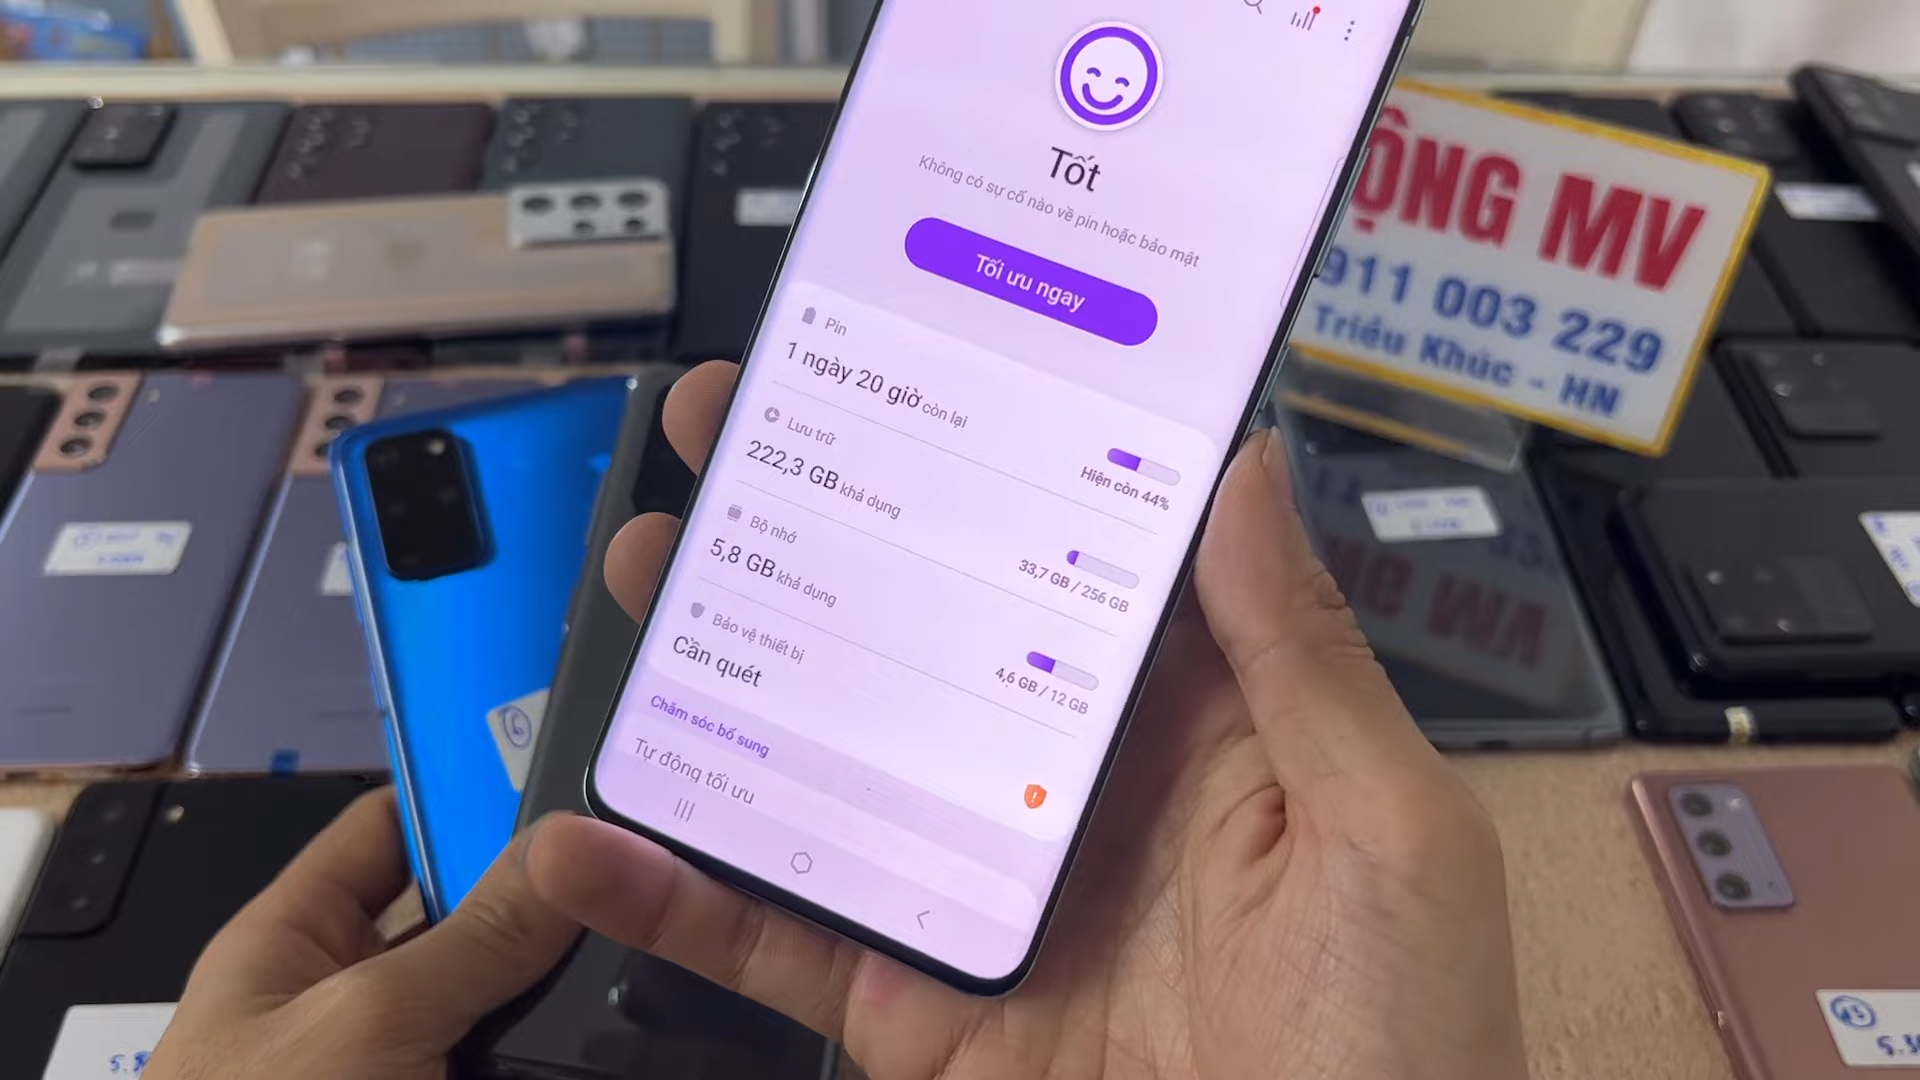 Tốt
Không có sự cố nào về pin hoặc bảo mật
Tối ưu ngay
Pin
1 ngày 20 giờ còn lại
Hiện còn 44%
Lưu trữ
222,3 GB khả dụng
33,7 GB / 256 GB
Bộ nhớ
5,8 GB khả dụng
4,6 GB / 12 GB
Bảo vệ thiết bị
Cần quét
Chăm sóc bổ sung
Tự động tối ưu
ỘNG MV
911 003 229
Triều Khúc - HN